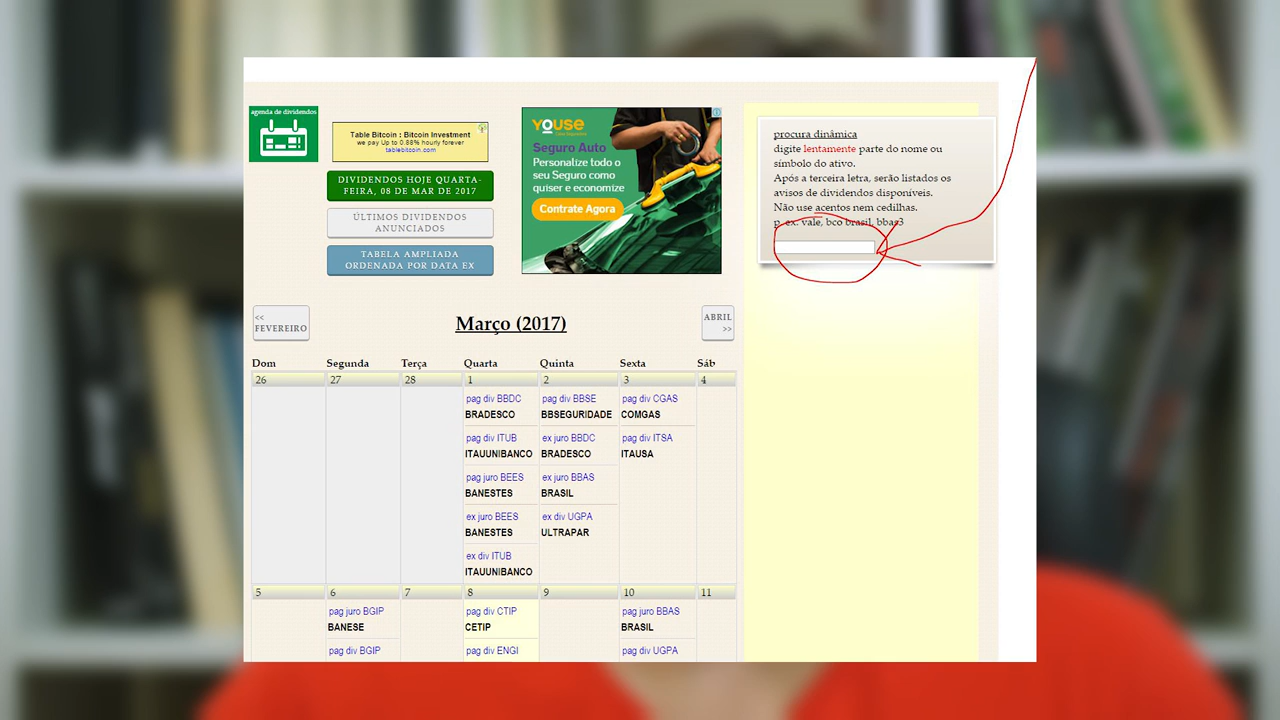 agenda de dividendos
Table Bitcoin : Bitcoin Investment
we pay Up to 0.88% hourly forever
tablebitcoin.com
DIVIDENDOS HOJE QUARTA-
FEIRA, 08 DE MAR DE 2017
ÚLTIMOS DIVIDENDOS
ANUNCIADOS
TABELA AMPLIADA
ORDENADA POR DATA EX
YOUSE
Seguro Auto
Personalize todo o
seu Seguro como
quiser e economize
Contrate Agora
procura dinâmica
digite lentamente parte do nome ou
símbolo do ativo.
Após a terceira letra, serão listados os
avisos de dividendos disponíveis.
Não use acentos nem cedilhas.
p. ex. vale, bco brasil, bbas3
<< FEVEREIRO
Março (2017)
ABRIL >>
Dom Segunda Terça Quarta Quinta Sexta Sáb
26 27 28 1 2 3 4
pag div BBDC pag div BBSE pag div CGAS
BRADESCO BBSEGURIDADE COMGAS
pag div ITUB ex juro BBDC pag div ITSA
ITAUUNIBANCO BRADESCO ITAUSA
pag juro BEES ex juro BBAS
BANESTES BRASIL
ex juro BEES ex div UGPA
BANESTES ULTRAPAR
ex div ITUB
ITAUUNIBANCO
5 6 7 8 9 10 11
pag juro BGIP pag div CTIP pag juro BBAS
BANESE CETIP BRASIL
pag div BGIP pag div ENGI pag div UGPA